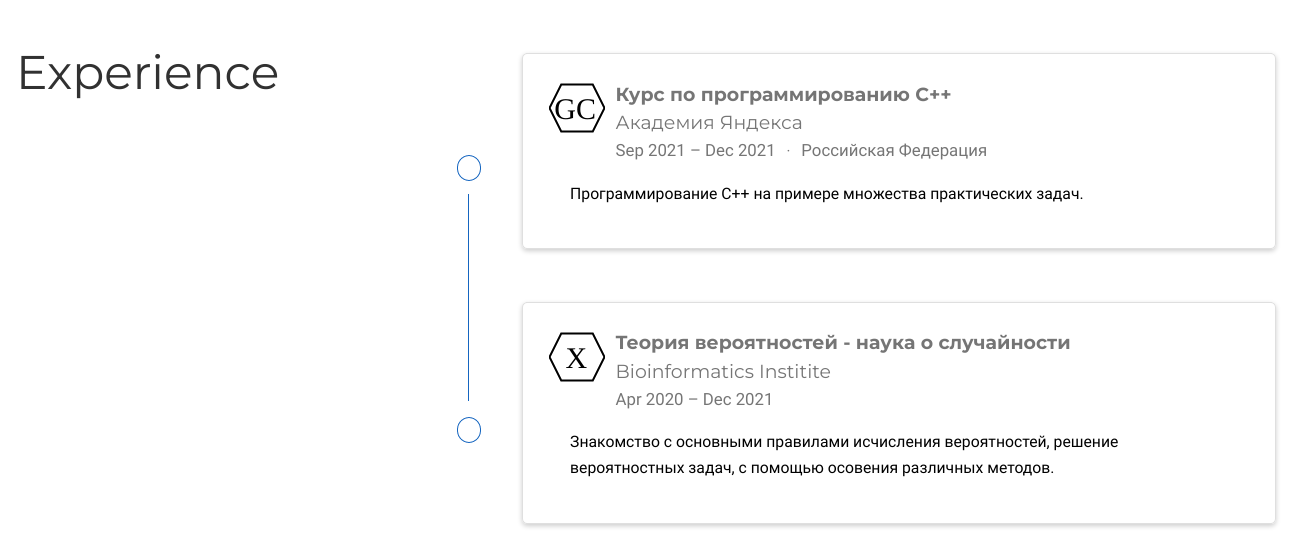 Experience
GC
Курс по программированию C++
Академия Яндекса
Sep 2021 – Dec 2021 · Российская Федерация
Программирование C++ на примере множества практических задач.
X
Теория вероятностей - наука о случайности
Bioinformatics Institite
Apr 2020 – Dec 2021
Знакомство с основными правилами исчисления вероятностей, решение
вероятностных задач, с помощью осовения различных методов.